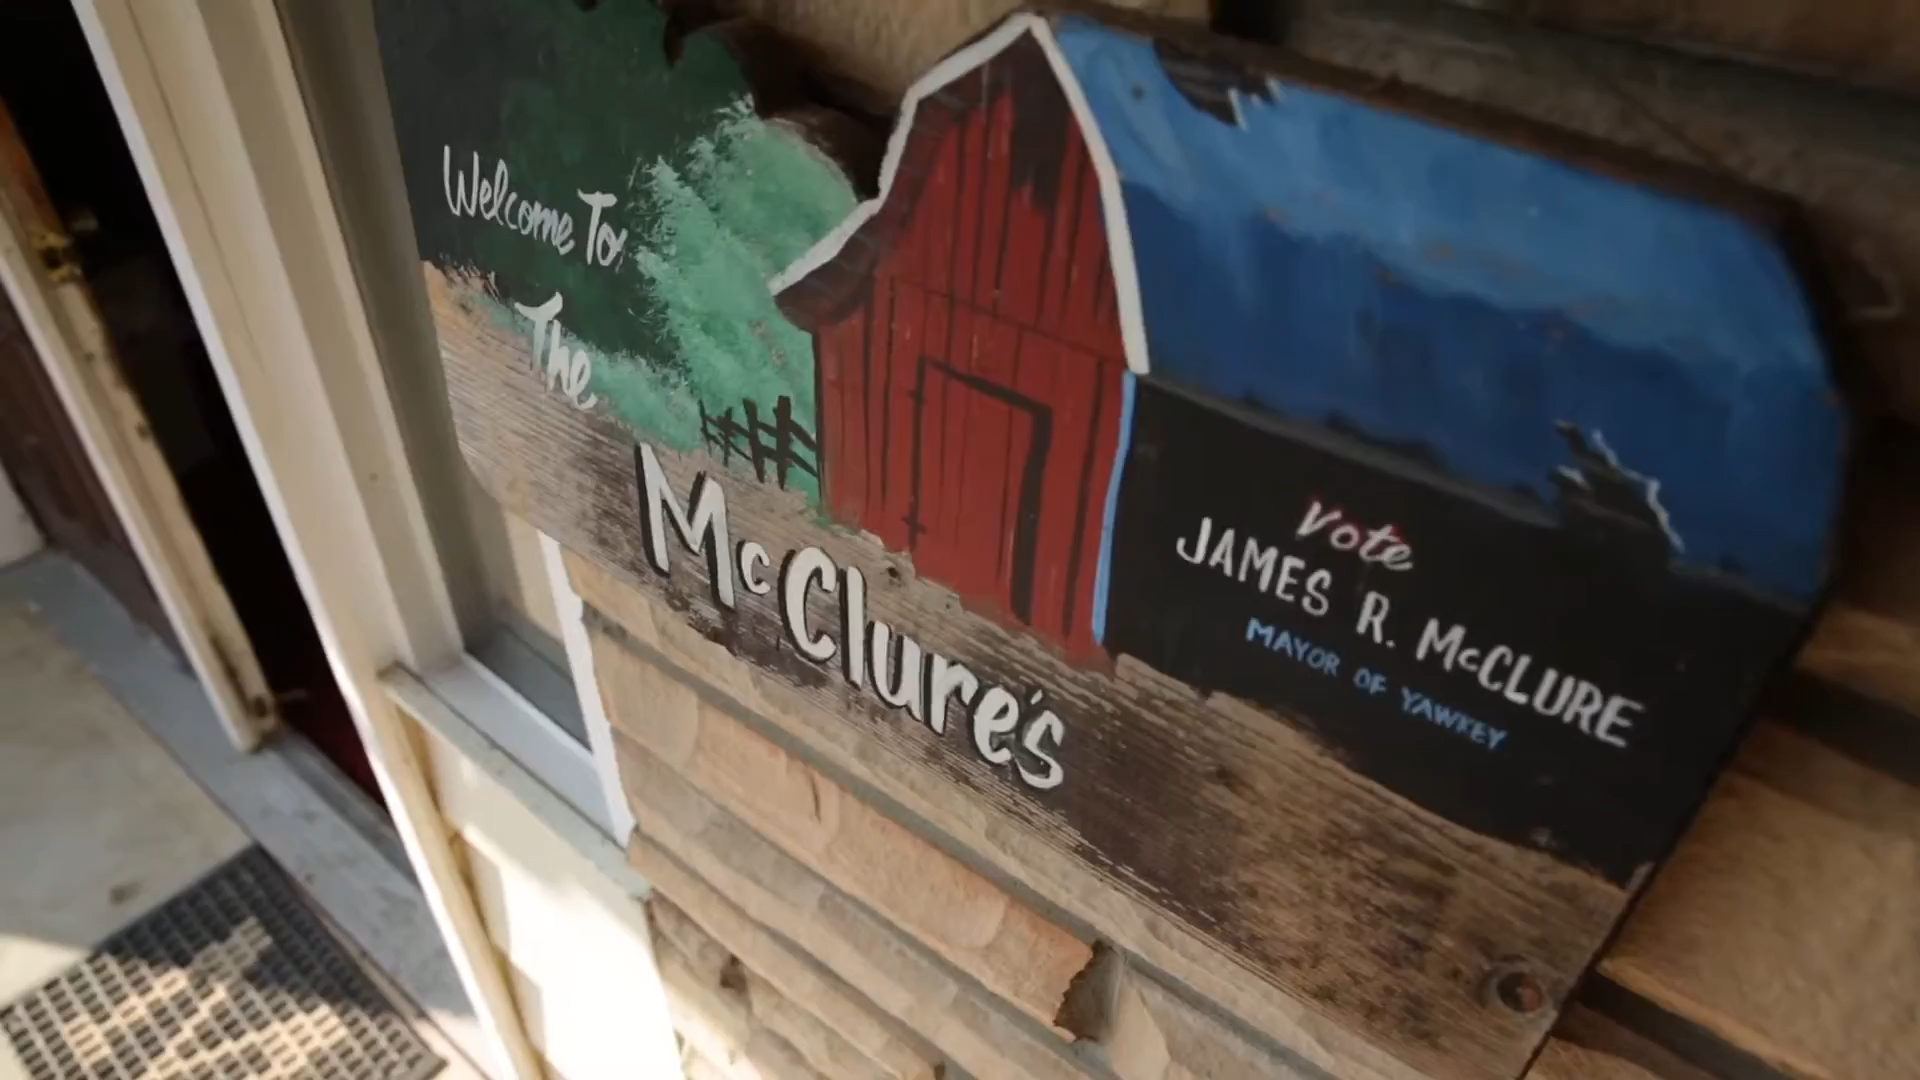 Welcome To
The
McClure's
Vote
JAMES R. McCLURE
MAYOR OF YAWKEY